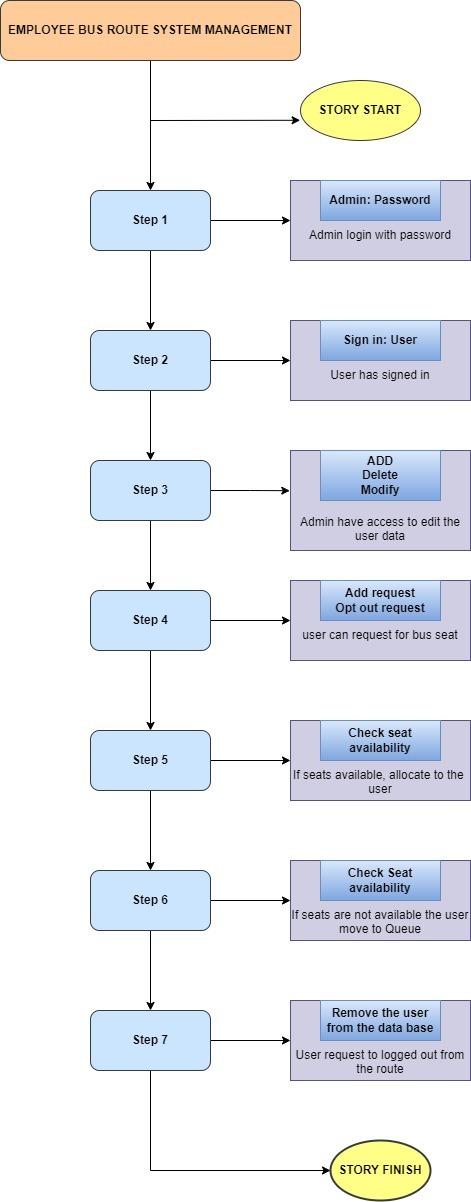 EMPLOYEE BUS ROUTE SYSTEM MANAGEMENT
STORY START
Step 1
Admin: Password
Admin login with password
Step 2
Sign in: User
User has signed in
Step 3
ADD
Delete
Modify
Admin have access to edit the
user data
Step 4
Add request
Opt out request
user can request for bus seat
Step 5
Check seat
availability
If seats available, allocate to the
user
Step 6
Check Seat
availability
If seats are not available the user
move to Queue
Step 7
Remove the user
from the data base
User request to logged out from
the route
STORY FINISH